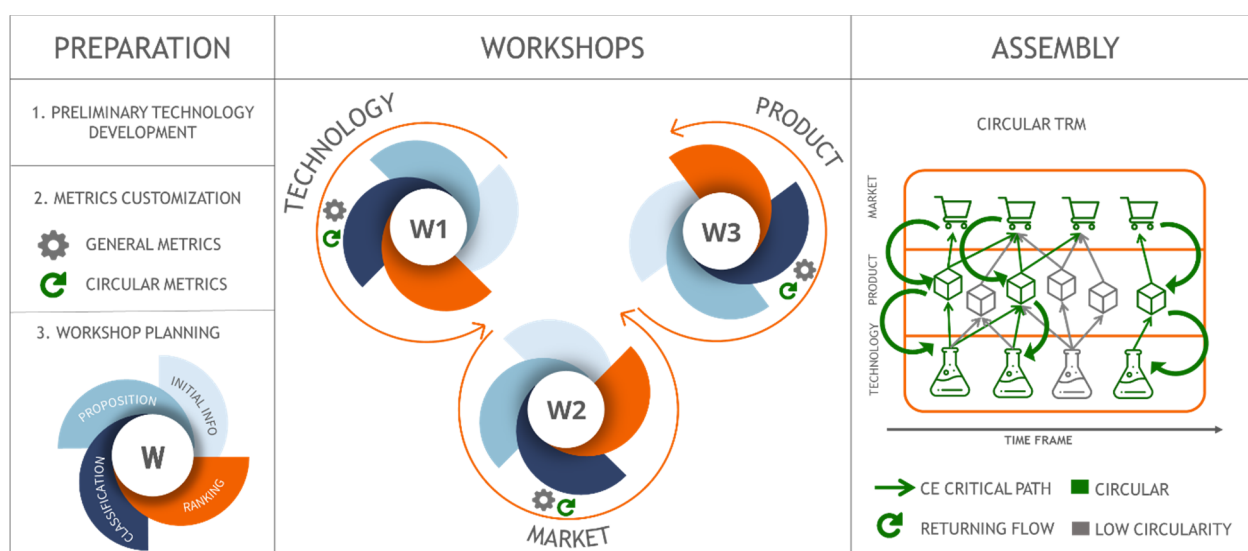 PREPARATION
1. PRELIMINARY TECHNOLOGY
DEVELOPMENT
2. METRICS CUSTOMIZATION
GENERAL METRICS
CIRCULAR METRICS
3. WORKSHOP PLANNING
INITIAL INFO
PROPOSITION
CLASSIFICATION
RANKING
W
WORKSHOPS
TECHNOLOGY
W1
PRODUCT
W3
W2
MARKET
ASSEMBLY
CIRCULAR TRM
MARKET
PRODUCT
TECHNOLOGY
TIME FRAME
CE CRITICAL PATH
CIRCULAR
RETURNING FLOW
LOW CIRCULARITY